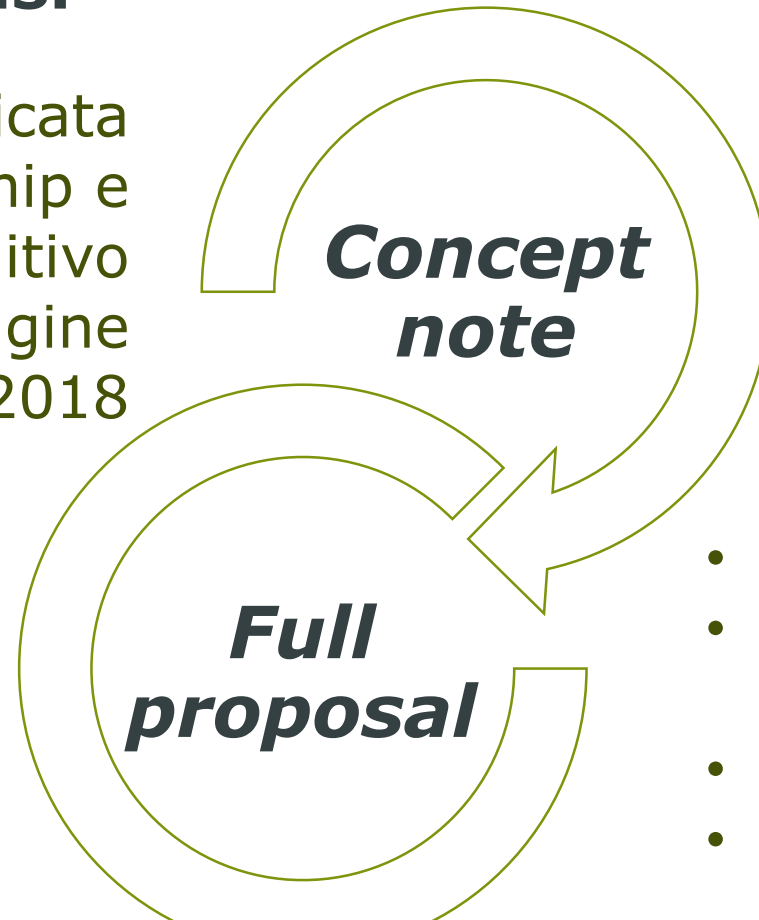 icata
hip e
itivo
gine
2018
Concept
note
Full
proposal